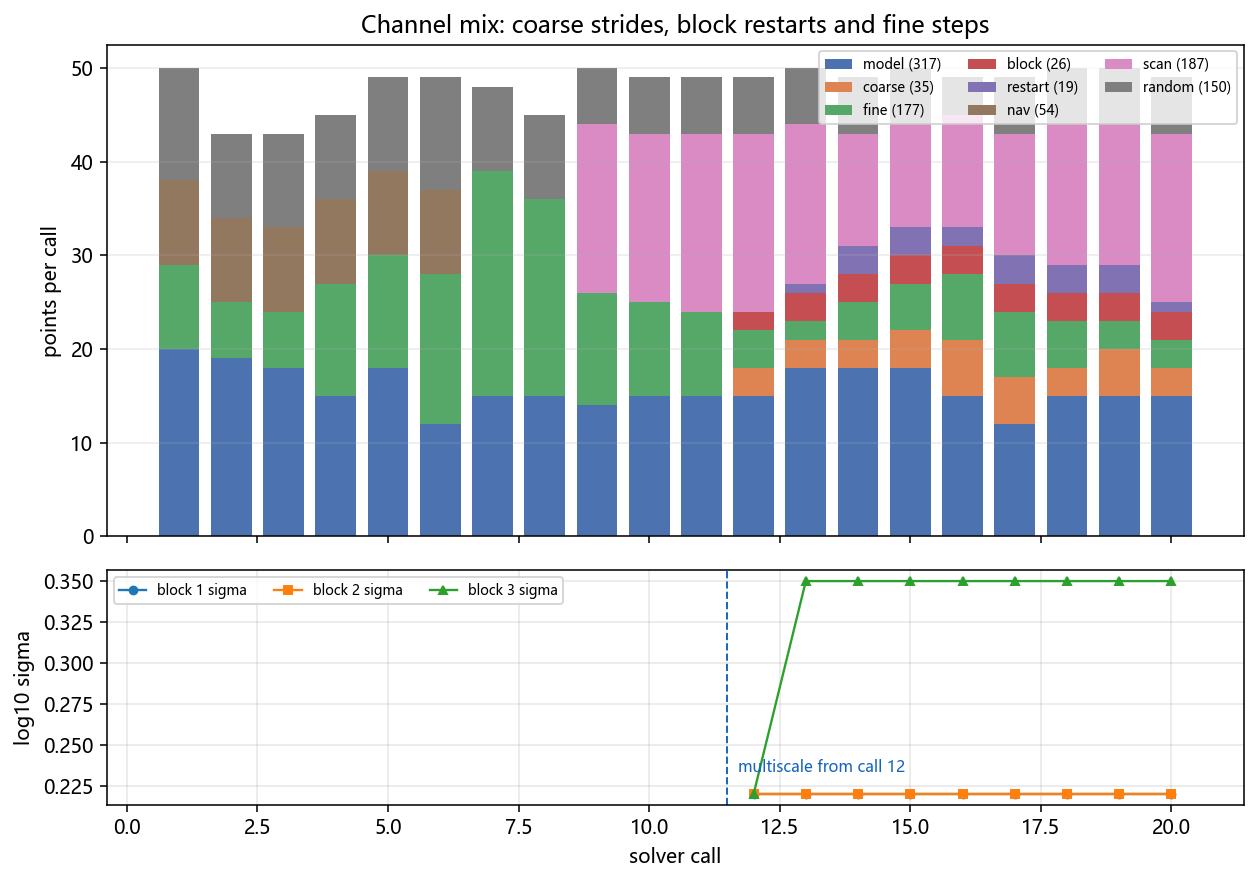 Channel mix: coarse strides, block restarts and fine steps
points per call
50
40
30
20
10
0
model (317)
coarse (35)
fine (177)
block (26)
restart (19)
nav (54)
scan (187)
random (150)
log10 sigma
0.350
0.325
0.300
0.275
0.250
0.225
block 1 sigma
block 2 sigma
block 3 sigma
multiscale from call 12
0.0
2.5
5.0
7.5
10.0
12.5
15.0
17.5
20.0
solver call